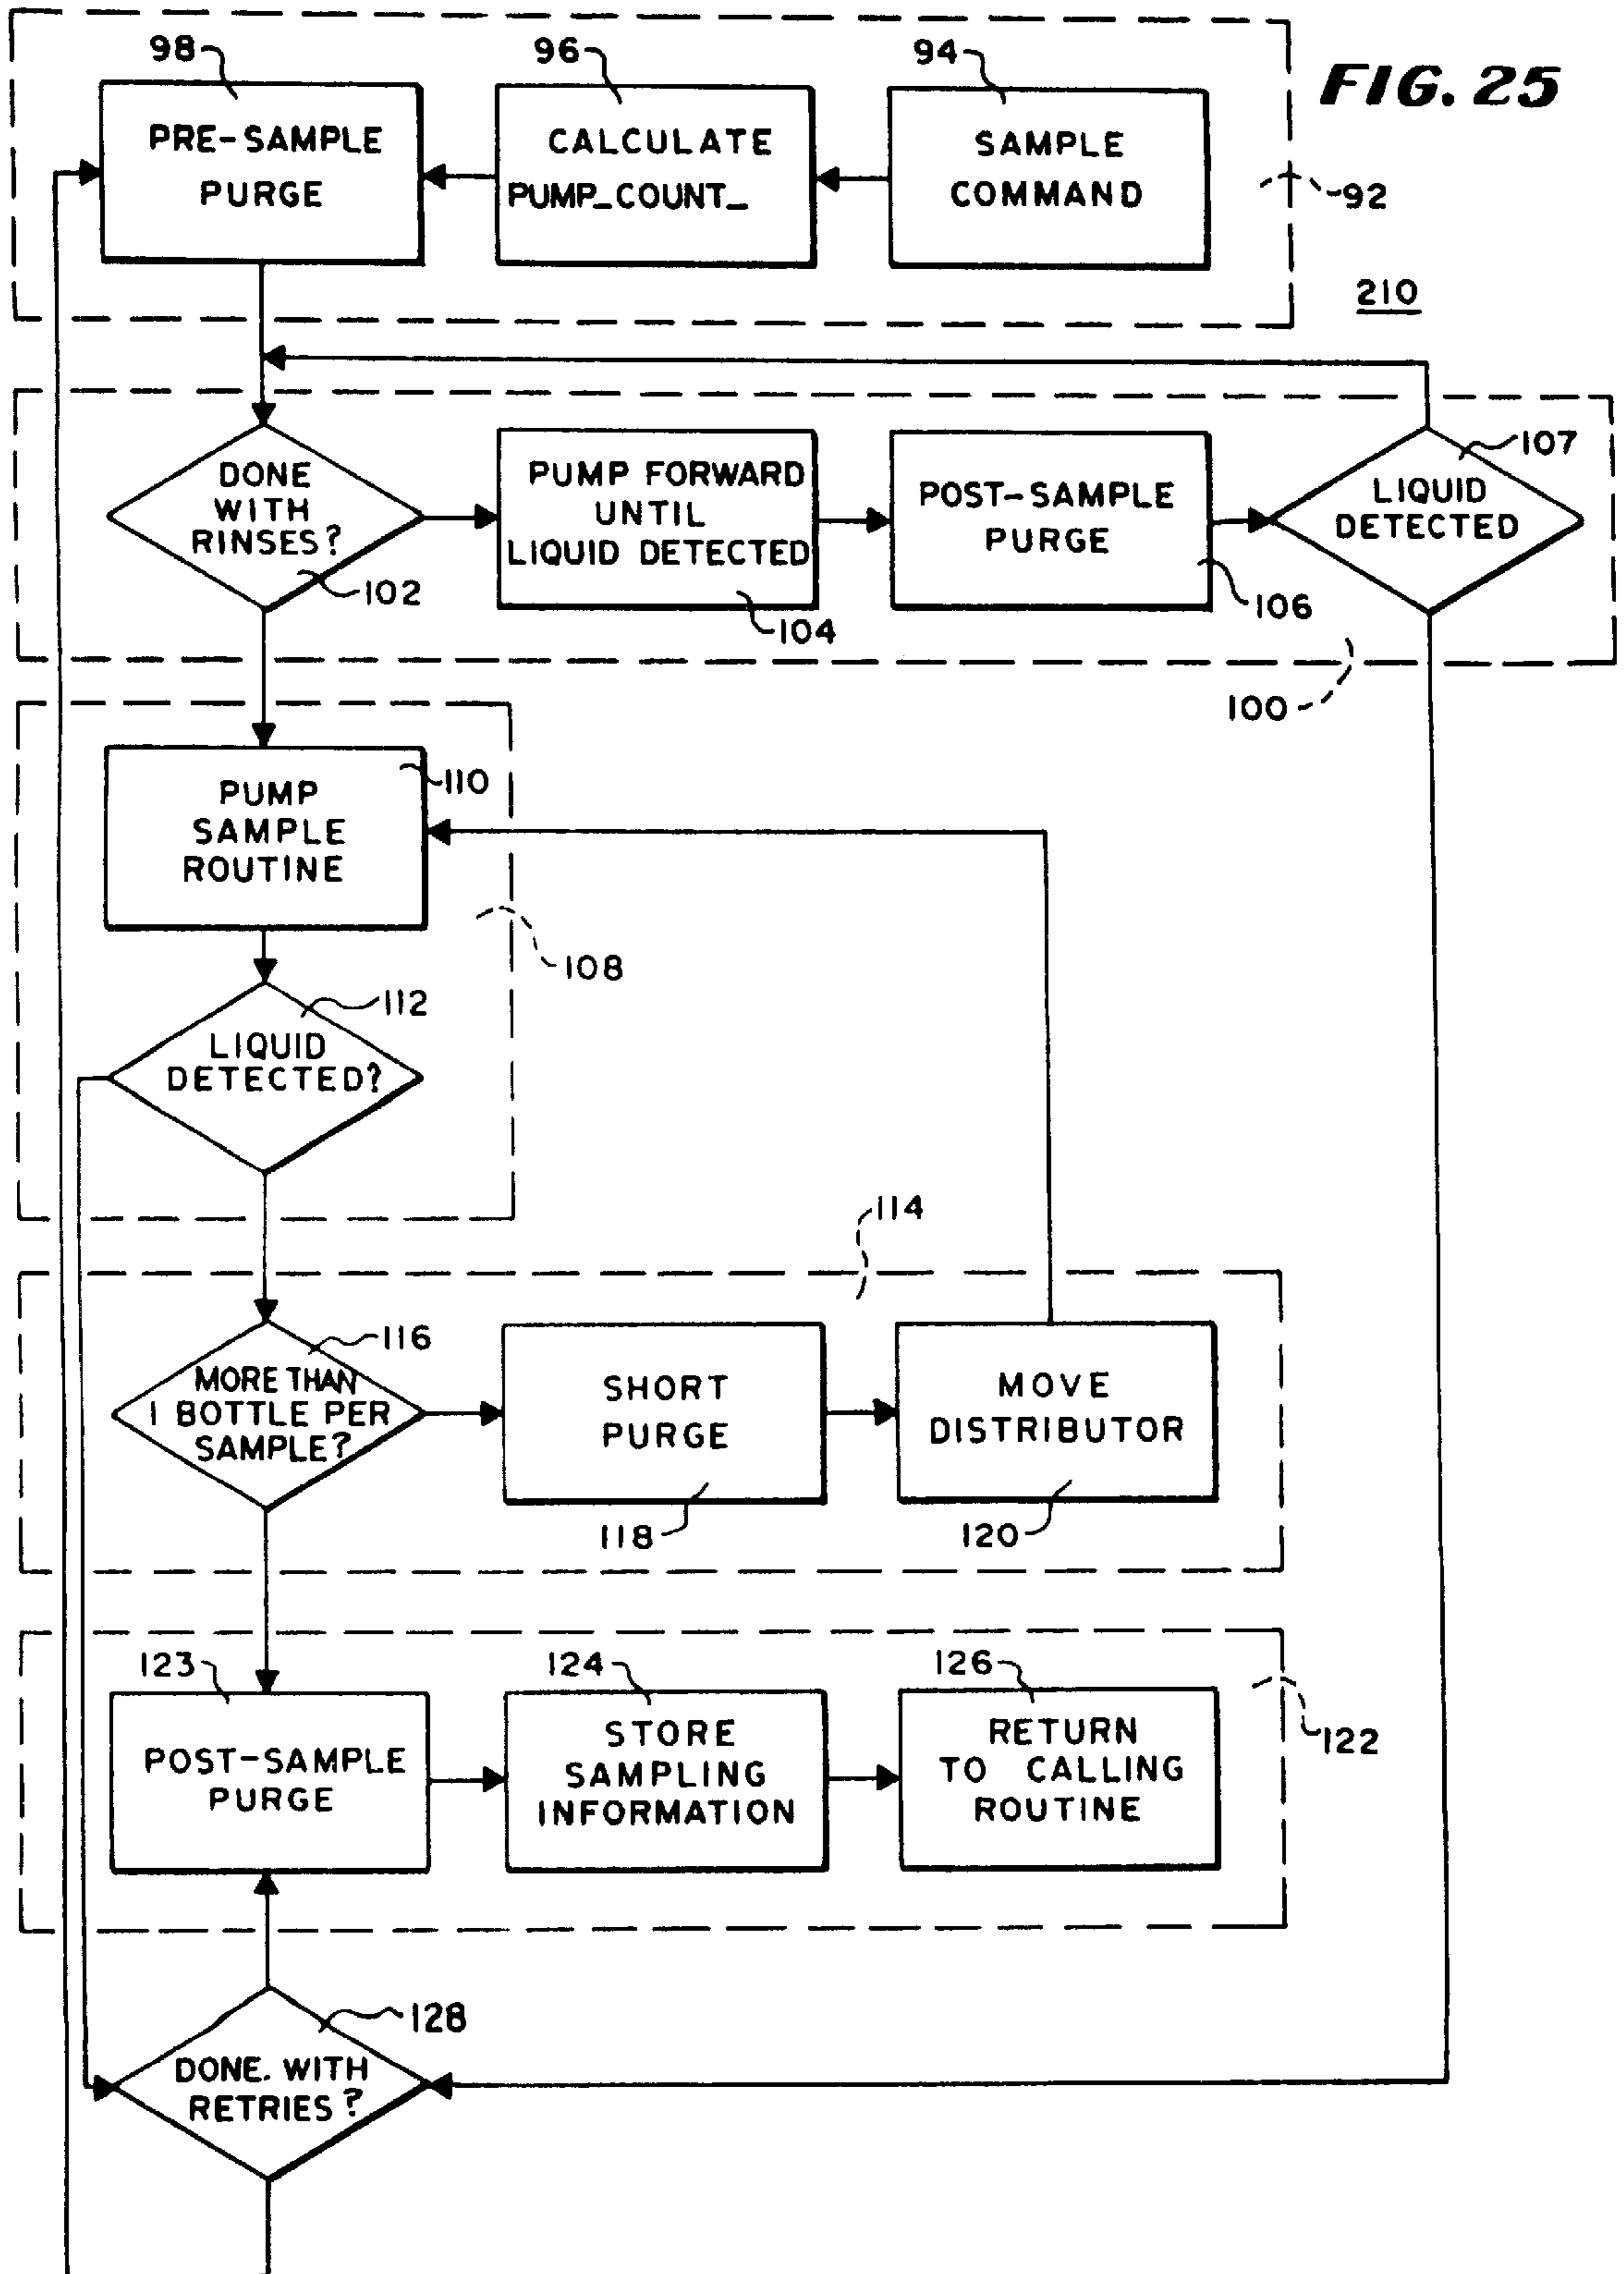 FIG. 25
98
96
94
PRE-SAMPLE
PURGE
CALCULATE
PUMP_COUNT_
SAMPLE
COMMAND
92
210
DONE
WITH
RINSES?
102
PUMP FORWARD
UNTIL
LIQUID DETECTED
104
POST-SAMPLE
PURGE
106
107
LIQUID
DETECTED
100
110
PUMP
SAMPLE
ROUTINE
108
112
LIQUID
DETECTED?
114
116
MORE THAN
1 BOTTLE PER
SAMPLE?
SHORT
PURGE
118
MOVE
DISTRIBUTOR
120
123
POST-SAMPLE
PURGE
124
STORE
SAMPLING
INFORMATION
126
RETURN
TO CALLING
ROUTINE
122
128
DONE. WITH
RETRIES?